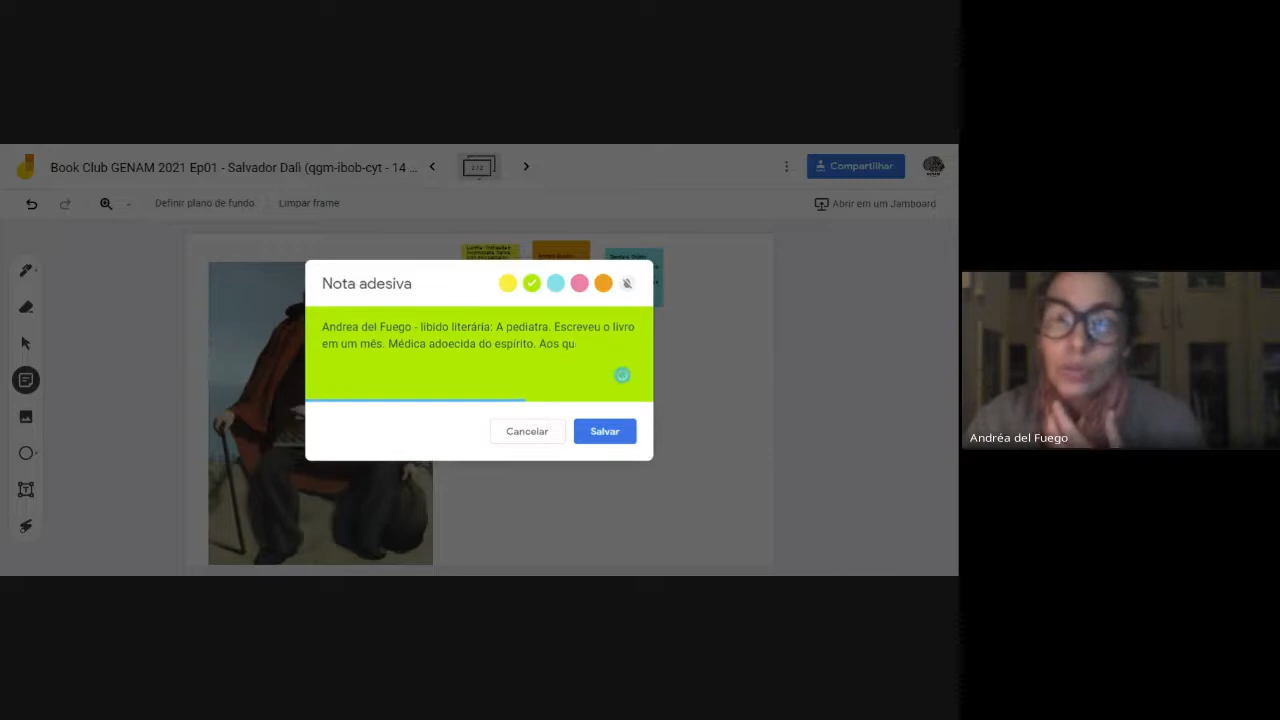 Book Club GENAM 2021 Ep01 - Salvador Dalí (qgm-ibob-cyt - 14 ...
Compartilhar
Definir plano de fundo
Limpar frame
Abrir em um Jamboard
Nota adesiva
Andrea del Fuego - libido literária: A pediatra. Escreveu o livro
em um mês. Médica adoecida do espírito. Aos qu
Cancelar
Salvar
Andréa del Fuego